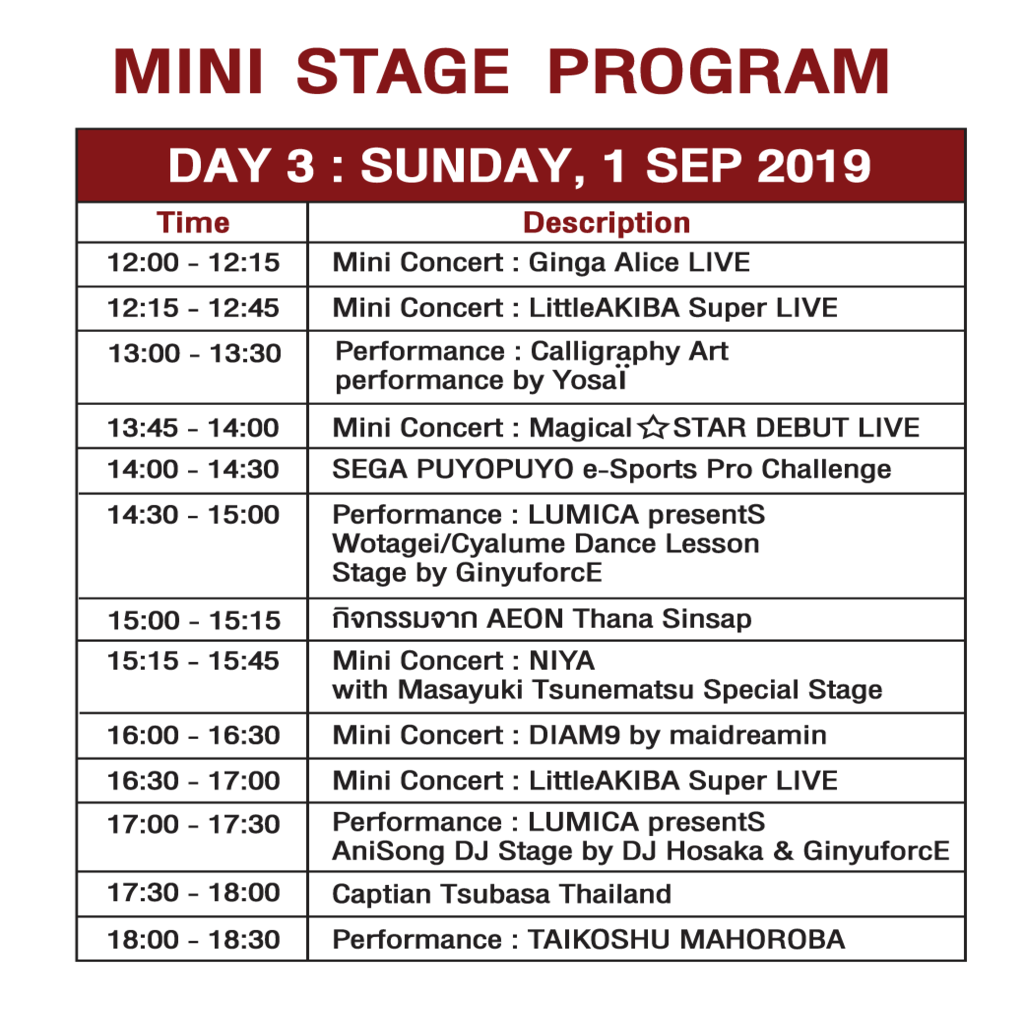 MINI STAGE PROGRAM
DAY 3 : SUNDAY, 1 SEP 2019
Time Description
12:00 - 12:15 Mini Concert : Ginga Alice LIVE
12:15 - 12:45 Mini Concert : LittleAKIBA Super LIVE
13:00 - 13:30 Performance : Calligraphy Art
performance by YosaÏ
13:45 - 14:00 Mini Concert : Magical☆STAR DEBUT LIVE
14:00 - 14:30 SEGA PUYOPUYO e-Sports Pro Challenge
14:30 - 15:00 Performance : LUMICA presentS
Wotagei/Cyalume Dance Lesson
Stage by GinyuforcE
15:00 - 15:15 กิจกรรมจาก AEON Thana Sinsap
15:15 - 15:45 Mini Concert : NIYA
with Masayuki Tsunematsu Special Stage
16:00 - 16:30 Mini Concert : DIAM9 by maidreamin
16:30 - 17:00 Mini Concert : LittleAKIBA Super LIVE
17:00 - 17:30 Performance : LUMICA presentS
AniSong DJ Stage by DJ Hosaka & GinyuforcE
17:30 - 18:00 Captian Tsubasa Thailand
18:00 - 18:30 Performance : TAIKOSHU MAHOROBA